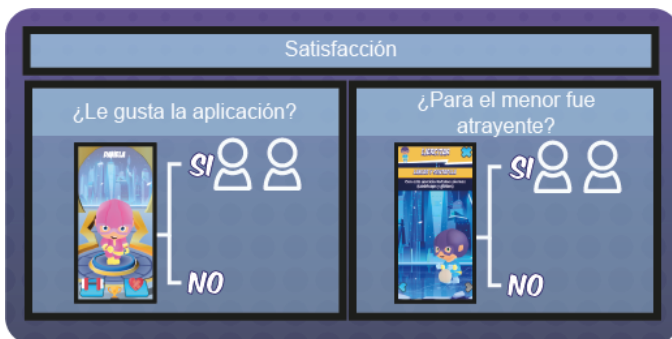 Satisfacción
¿Le gusta la aplicación?
SI
NO
¿Para el menor fue
atrayente?
SI
NO